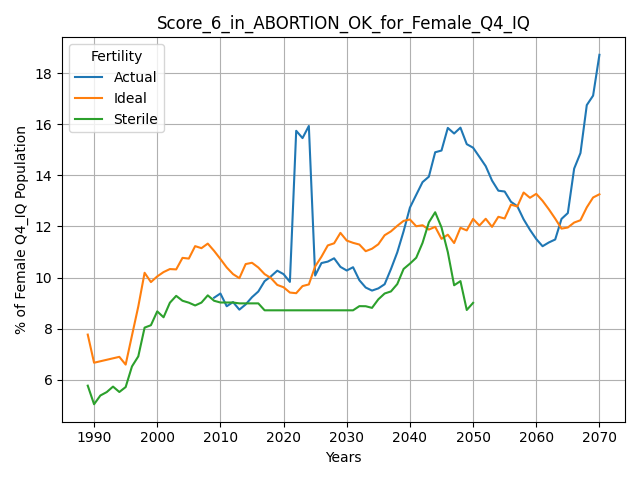 Score_6_in_ABORTION_OK_for_Female_Q4_IQ
Fertility
Actual
Ideal
Sterile
% of Female Q4_IQ Population
18
16
14
12
10
8
6
1990 2000 2010 2020 2030 2040 2050 2060 2070
Years